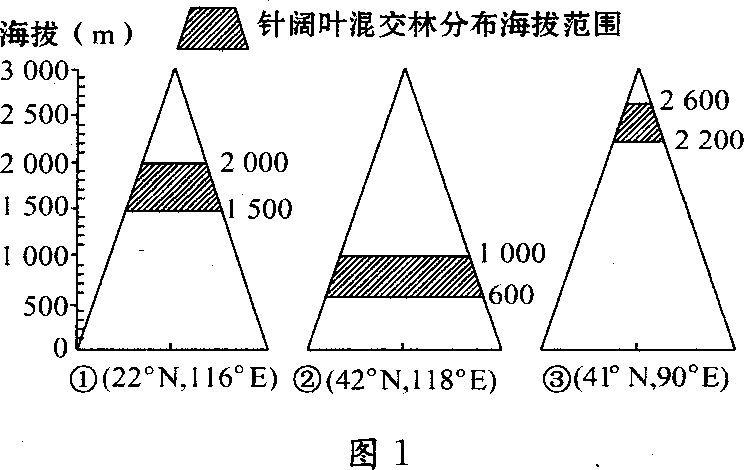 海拔（m）
针阔叶混交林分布海拔范围
3 000
2 500
2 000
1 500
1 000
500
0
2 000
1 500
1 000
600
2 600
2 200
①(22°N,116°E)
②(42°N,118°E)
③(41°N,90°E)
图 1